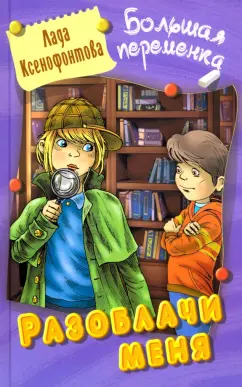 Лада
Ксенофонтова
Большая
переменка
Разоблачи
меня